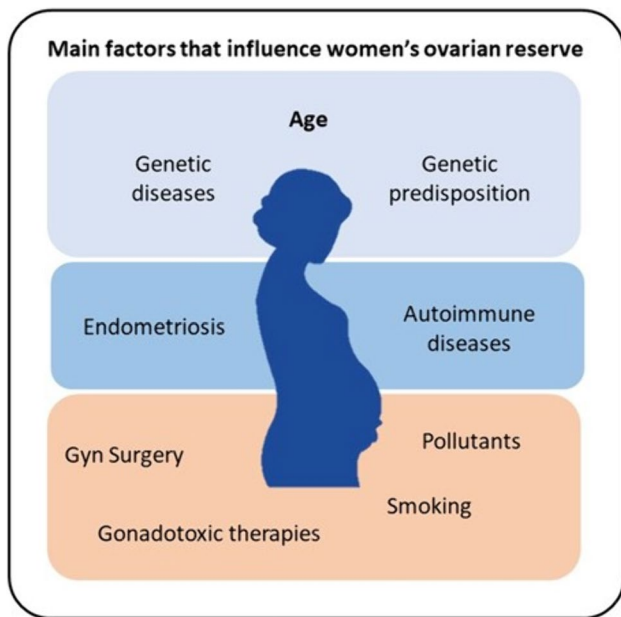 Main factors that influence women's ovarian reserve
Age
Genetic
diseases
Genetic
predisposition
Endometriosis
Autoimmune
diseases
Gyn Surgery
Pollutants
Smoking
Gonadotoxic therapies